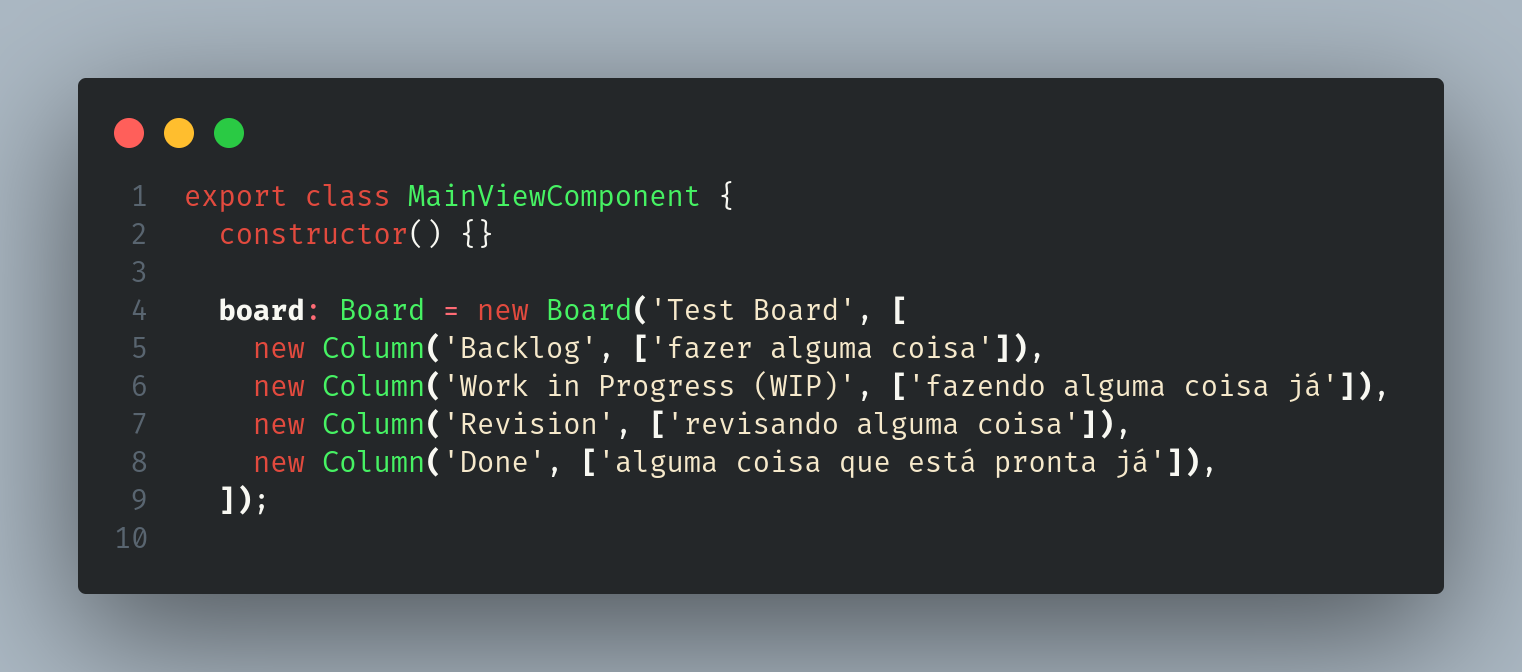 1 export class MainViewComponent {
2   constructor() {}
3
4   board: Board = new Board('Test Board', [
5     new Column('Backlog', ['fazer alguma coisa']),
6     new Column('Work in Progress (WIP)', ['fazendo alguma coisa já']),
7     new Column('Revision', ['revisando alguma coisa']),
8     new Column('Done', ['alguma coisa que está pronta já']),
9   ]);
10